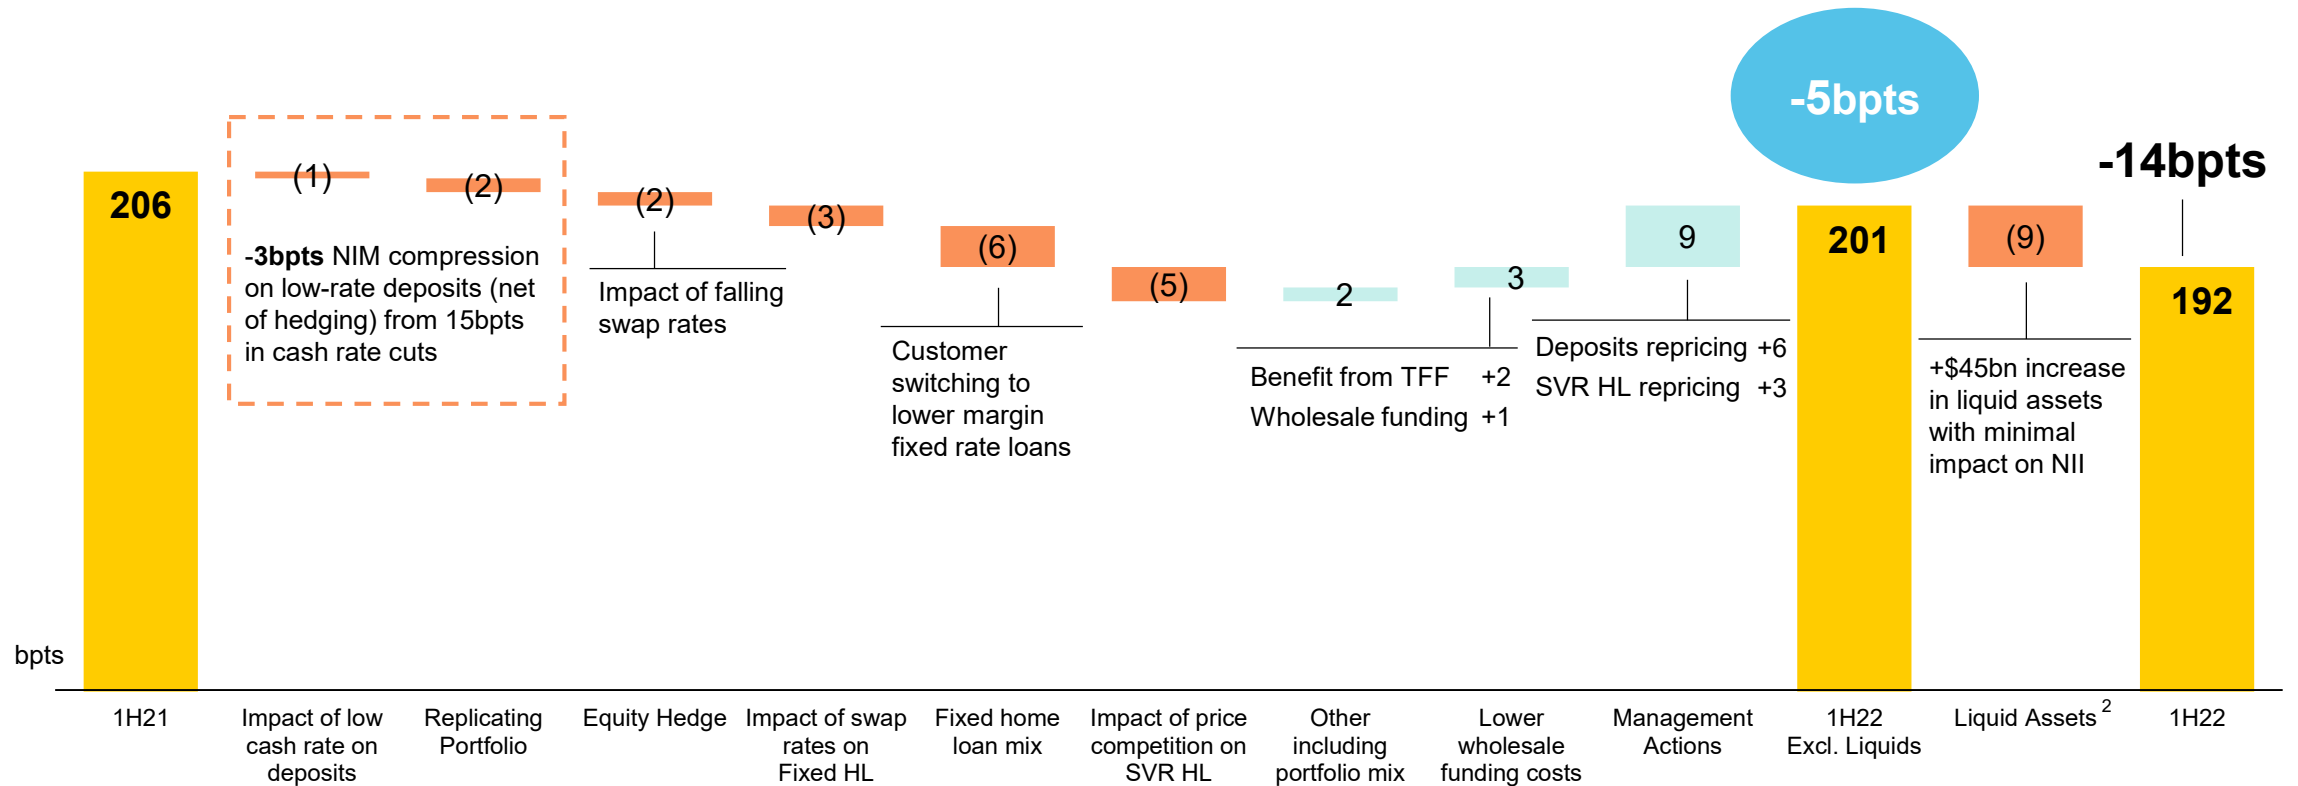 -5bpts
-14bpts
206
(1)
(2)
(2)
(3)
(6)
(5)
2
3
9
201
(9)
192
-3bpts NIM compression
on low-rate deposits (net
of hedging) from 15bpts
in cash rate cuts
Impact of falling
swap rates
Customer
switching to
lower margin
fixed rate loans
Benefit from TFF +2
Wholesale funding +1
Deposits repricing +6
SVR HL repricing +3
+$45bn increase
in liquid assets
with minimal
impact on NII
bpts
1H21
Impact of low
cash rate on
deposits
Replicating
Portfolio
Equity Hedge
Impact of swap
rates on
Fixed HL
Fixed home
loan mix
Impact of price
competition on
SVR HL
Other
including
portfolio mix
Lower
wholesale
funding costs
Management
Actions
1H22
Excl. Liquids
Liquid Assets 2
1H22